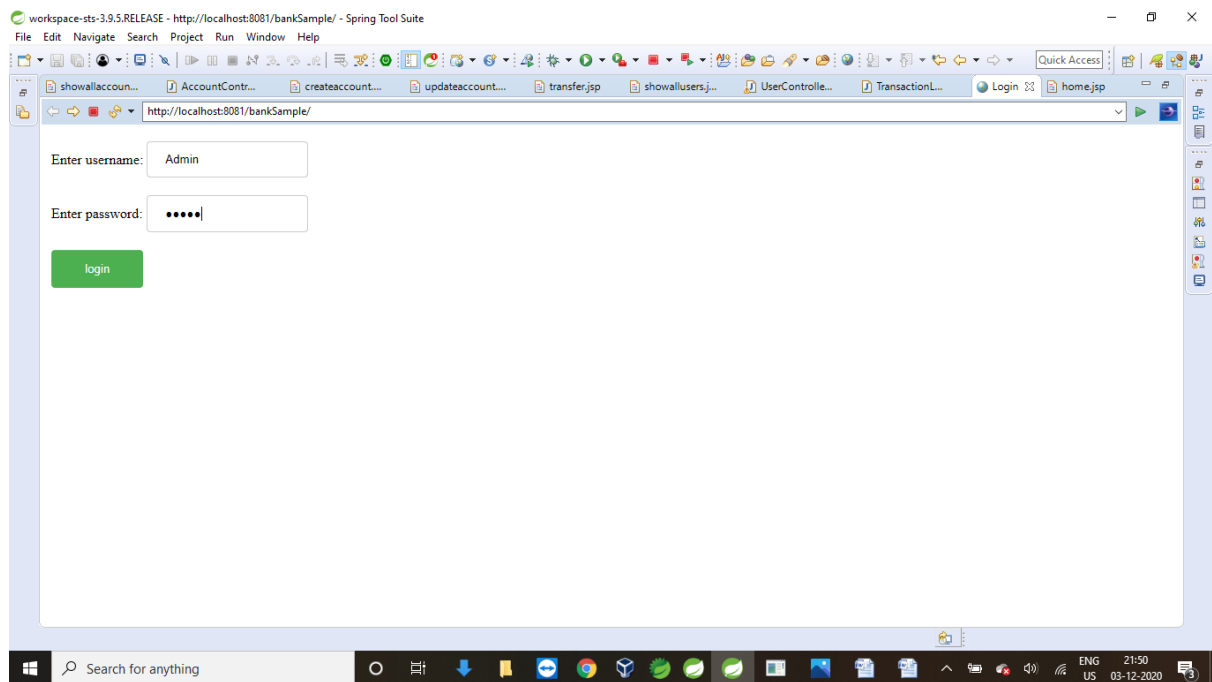 workspace-sts-3.9.5.RELEASE - http://localhost:8081/bankSample/ - Spring Tool Suite
File Edit Navigate Search Project Run Window Help
Quick Access
showallaccoun... AccountContr... createaccount... updateaccount... transfer.jsp showallusers.j... UserControlle... TransactionL... Login home.jsp
http://localhost:8081/bankSample/
Enter username: Admin
Enter password: •••••
login
Search for anything
ENG 21:50
US 03-12-2020
3